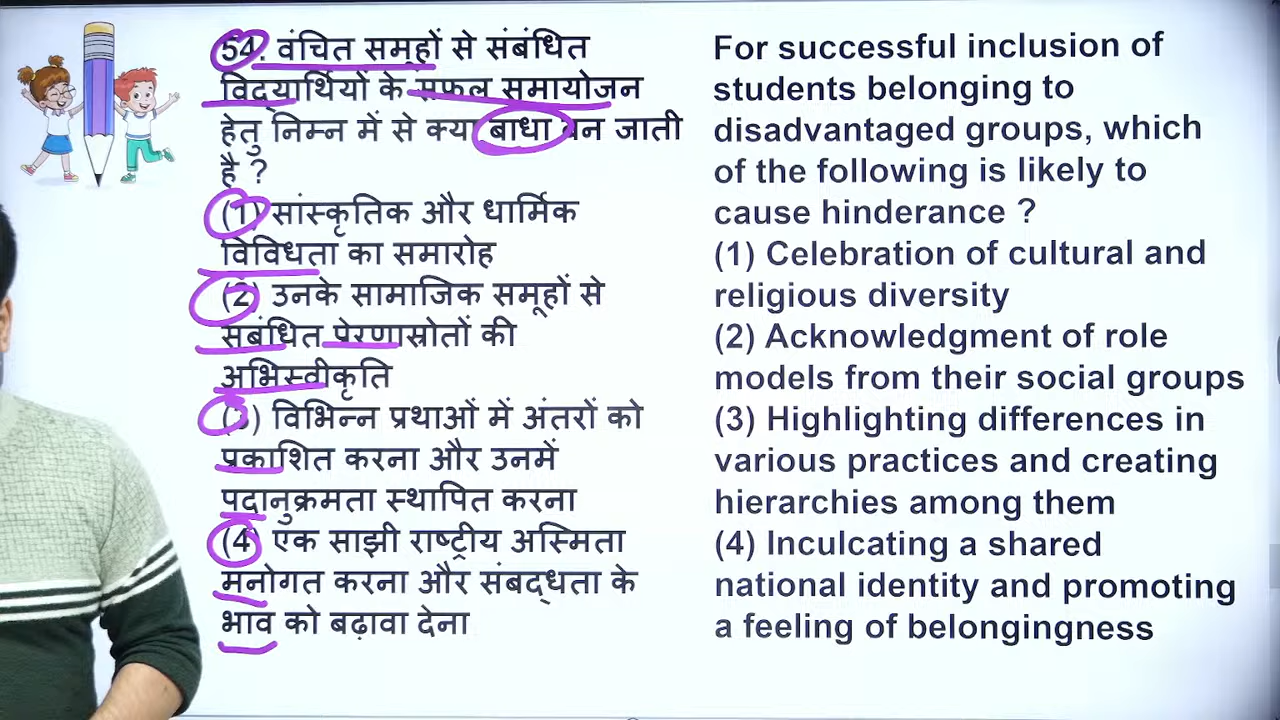 54. वंचित समूहों से संबंधित
विद्यार्थियों के सफल समायोजन
हेतु निम्न में से क्या बाधा बन जाती
है ?
(1) सांस्कृतिक और धार्मिक
विविधता का समारोह
(2) उनके सामाजिक समूहों से
संबंधित प्रेरणास्रोतों की
अभिस्वीकृति
(3) विभिन्न प्रथाओं में अंतरों को
प्रकाशित करना और उनमें
पदानुक्रमता स्थापित करना
(4) एक साझी राष्ट्रीय अस्मिता
मनोगत करना और संबद्धता के
भाव को बढ़ावा देना
For successful inclusion of
students belonging to
disadvantaged groups, which
of the following is likely to
cause hinderance ?
(1) Celebration of cultural and
religious diversity
(2) Acknowledgment of role
models from their social groups
(3) Highlighting differences in
various practices and creating
hierarchies among them
(4) Inculcating a shared
national identity and promoting
a feeling of belongingness